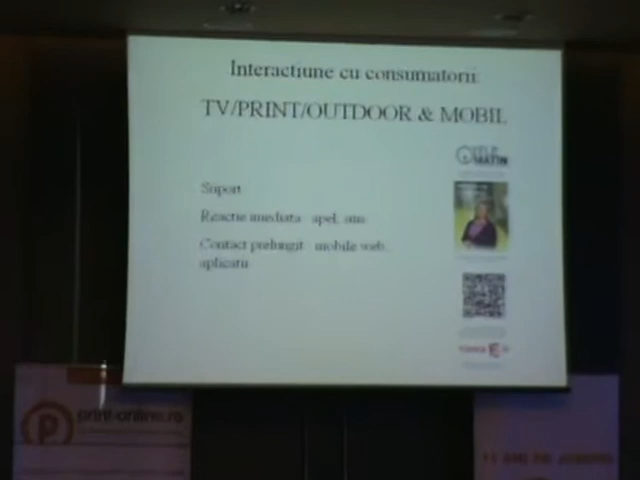 Interactiune cu consumatorii
TV/PRINT/OUTDOOR & MOBIL
Suport
Reactie imediata apel, sms
Contact prelungit mobile web,
aplicatii
MATIN
print-online.ro